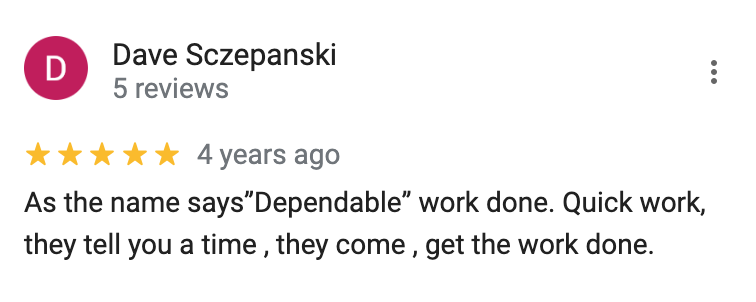 D
Dave Sczepanski
5 reviews
4 years ago
As the name says”Dependable” work done. Quick work,
they tell you a time , they come , get the work done.